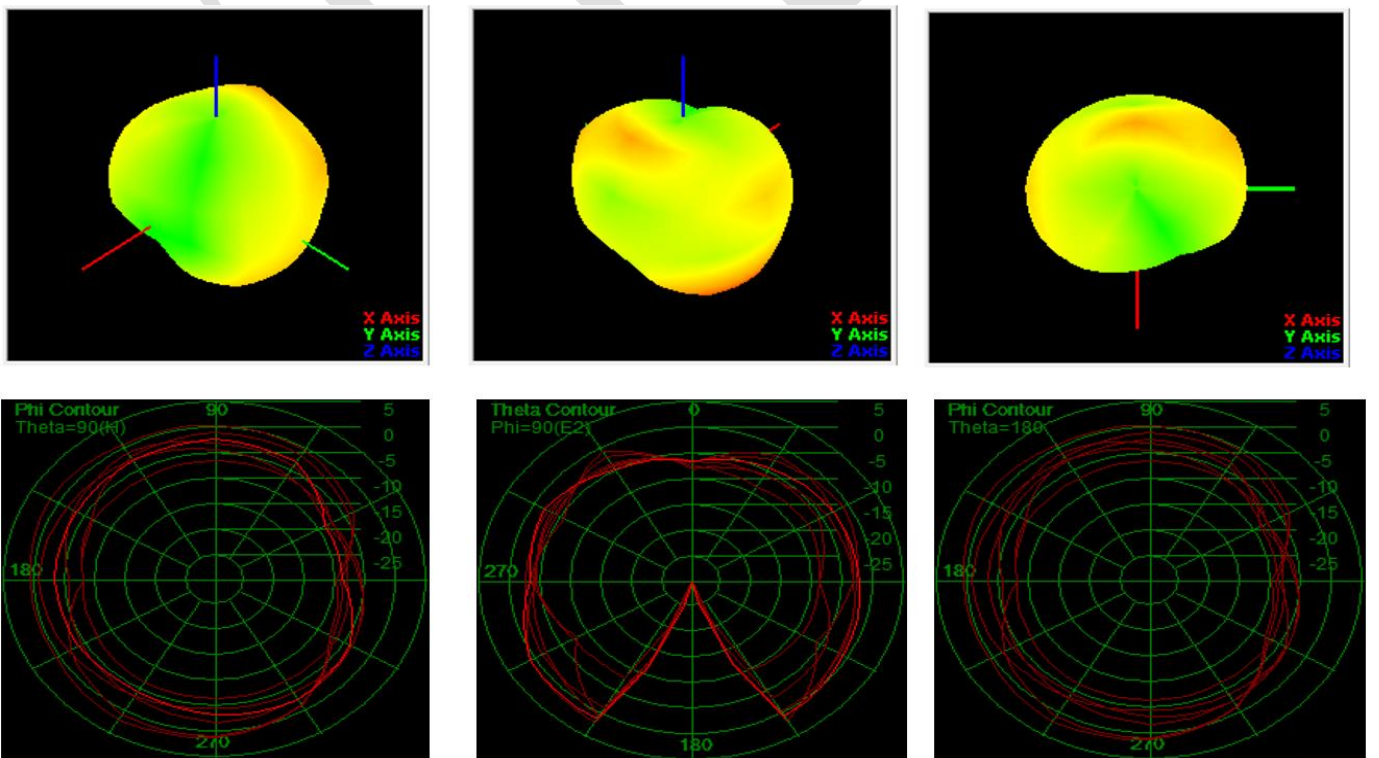 X Axis
Y Axis
Z Axis
X Axis
Y Axis
Z Axis
X Axis
Y Axis
Z Axis
Phi Contour
Theta=90(H)
90
5
0
-5
-10
-15
-20
-25
180
270
Theta Contour
Phi=90(E2)
0
5
0
-5
-10
-15
-20
-25
270
180
Phi Contour
Theta=180
90
5
0
-5
-10
-15
-20
-25
180
270